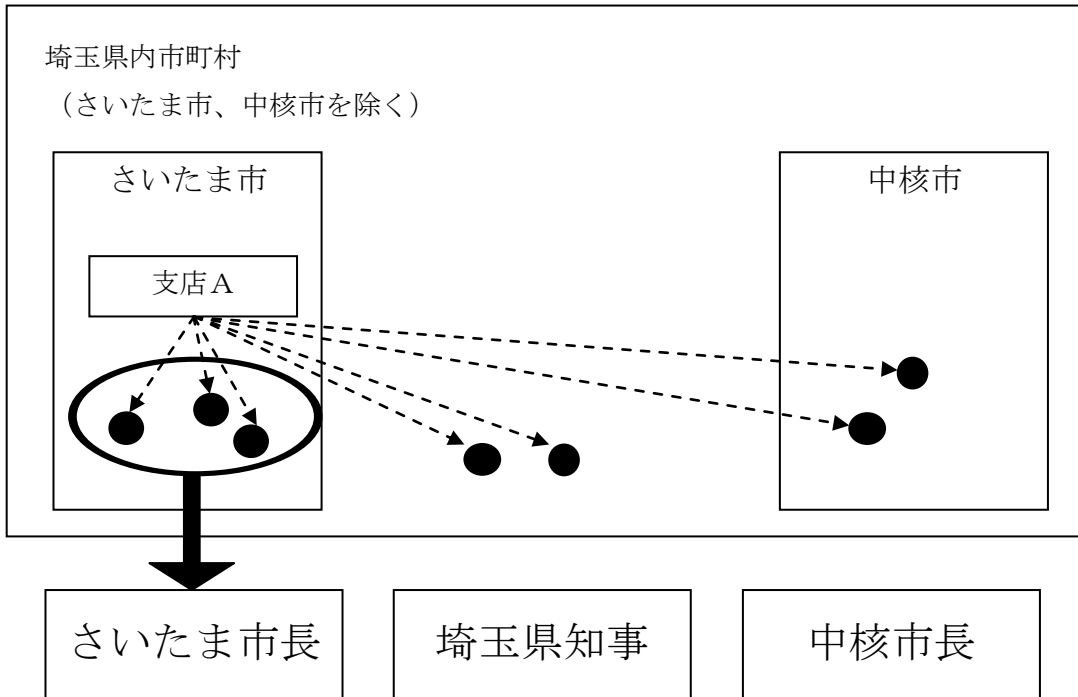 埼玉県内市町村
（さいたま市、中核市を除く）
さいたま市
中核市
支店A
さいたま市長
埼玉県知事
中核市長